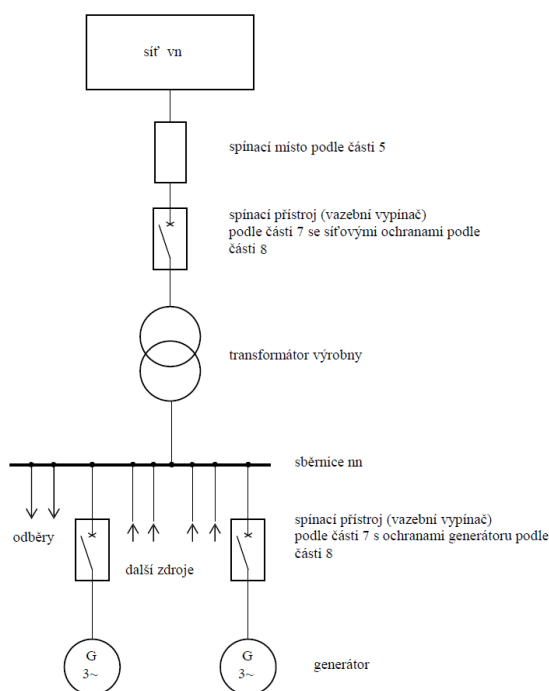 síť vn
spínací místo podle části 5
spínací přístroj (vazební vypínač)
podle části 7 se síťovými ochranami podle
části 8
transformátor výrobny
sběrnice nn
odběry
další zdroje
spínací přístroj (vazební vypínač)
podle části 7 s ochranami generátoru podle
části 8
G
3~
G
3~
generátor